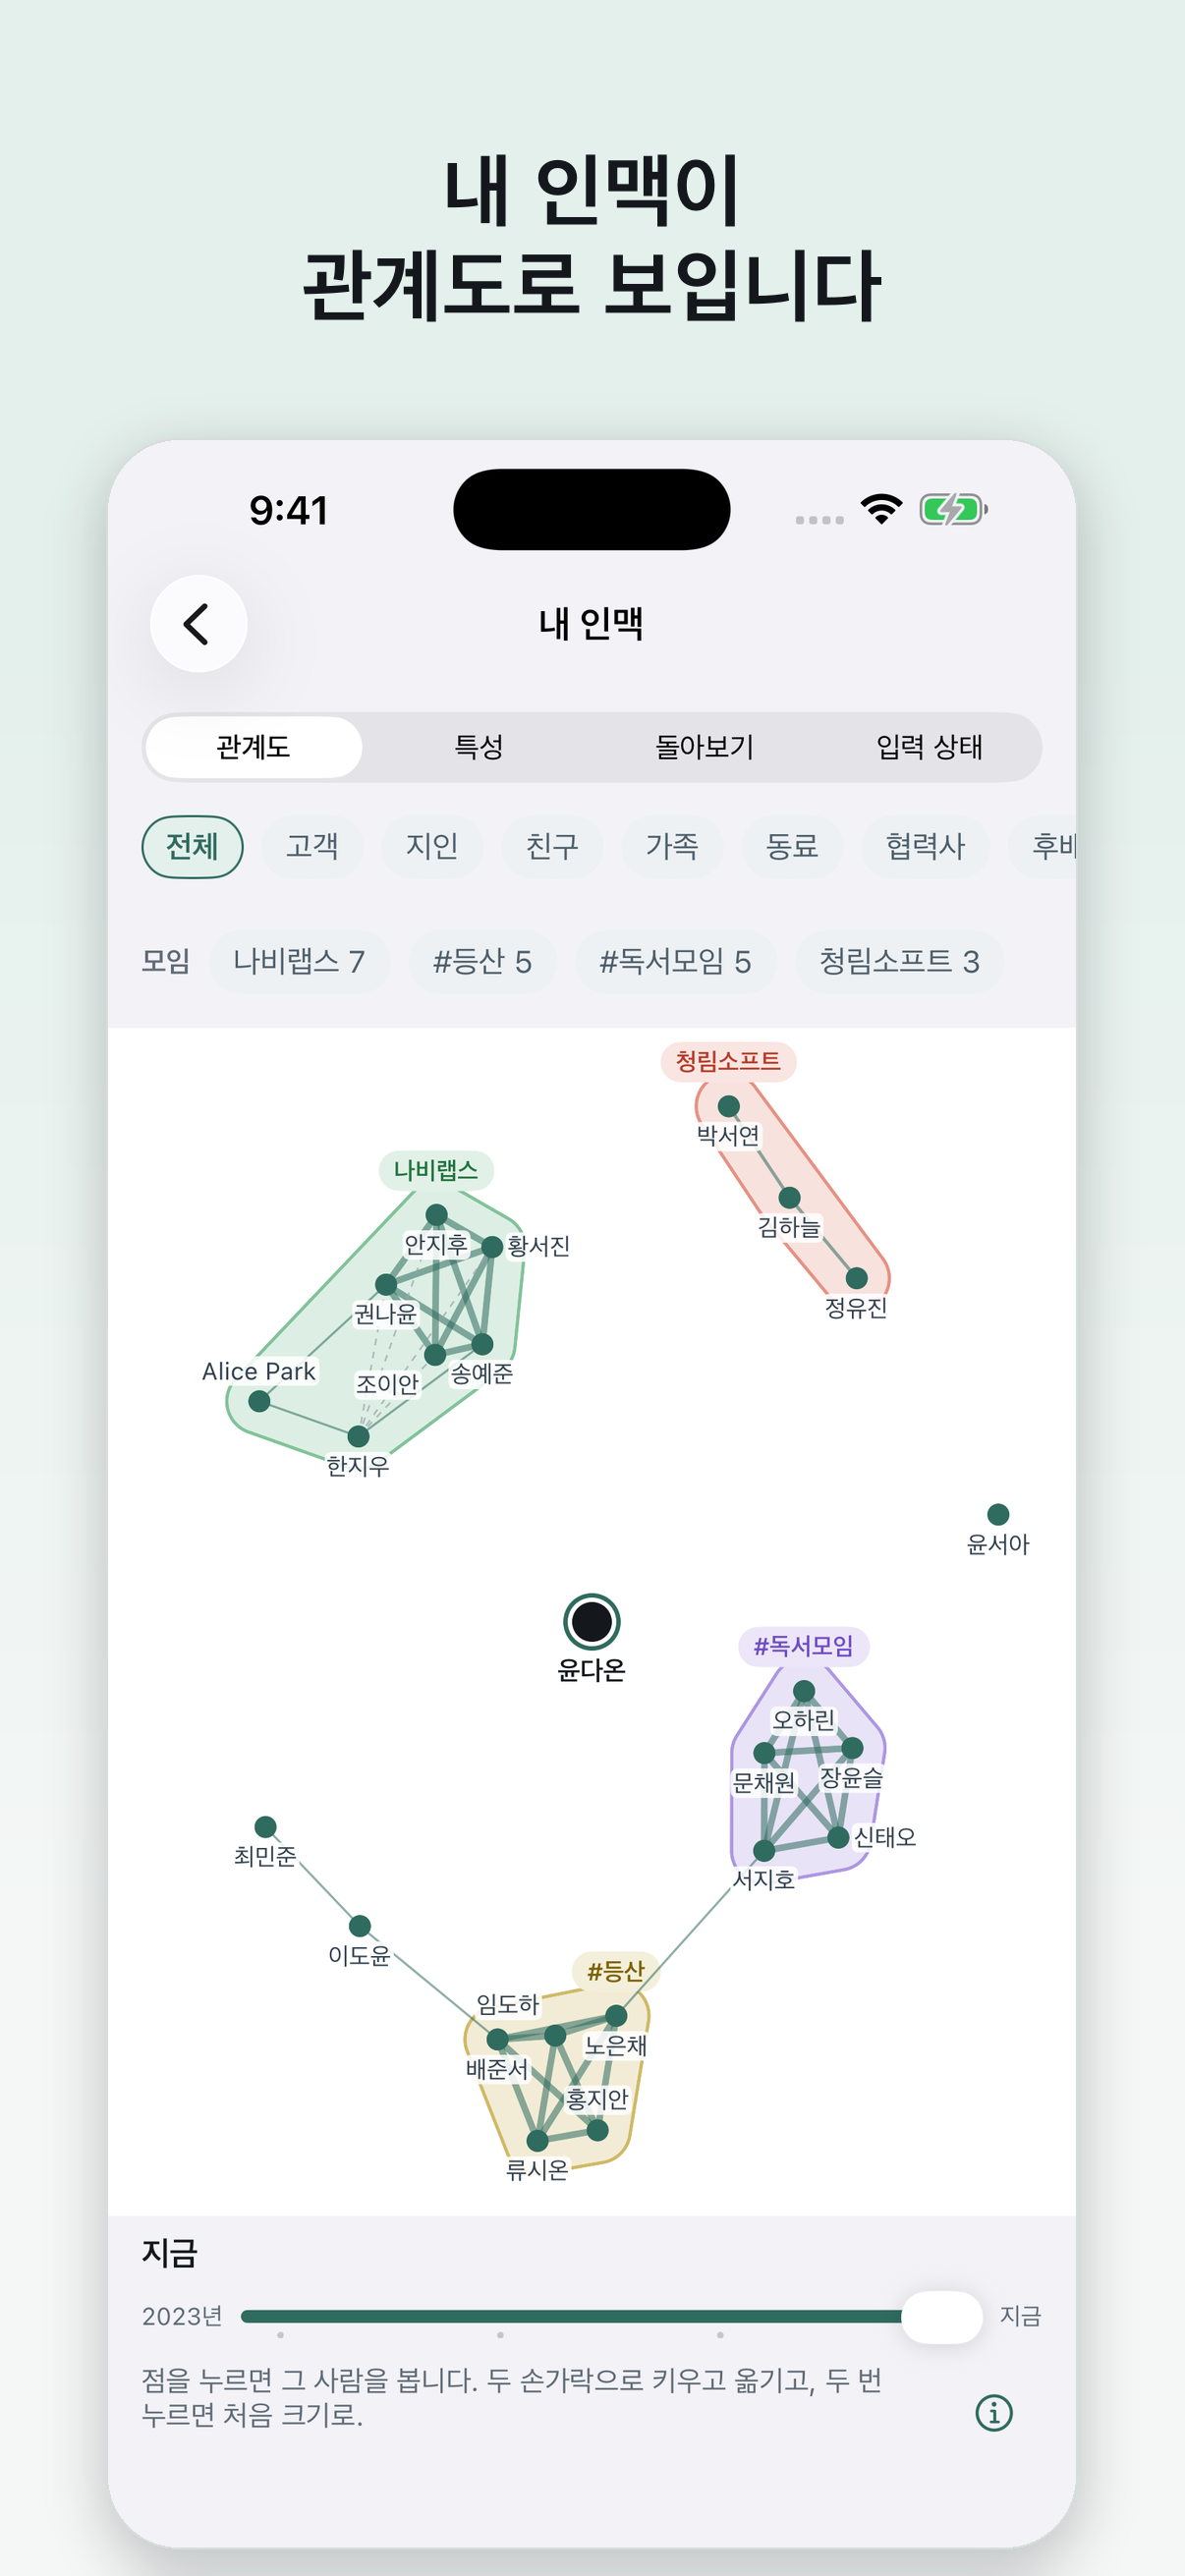 내 인맥이
관계도로 보입니다
9:41
내 인맥
관계도 특성 돌아보기 입력 상태
전체 고객 지인 친구 가족 동료 협력사
모임 나비랩스 7 #등산 5 #독서모임 5 청림소프트 3
청림소프트
박서연
나비랩스
김하늘
안지후 황서진
정유진
권나윤
Alice Park
조이안 송예준
한지우
윤서아
#독서모임
윤다온
오하린
문채원 장윤슬
신태오
최민준
서지호
이도윤
#등산
임도하
노은채
배준서
홍지안
류시온
지금
2023년 지금
점을 누르면 그 사람을 봅니다. 두 손가락으로 키우고 옮기고, 두 번
누르면 처음 크기로.